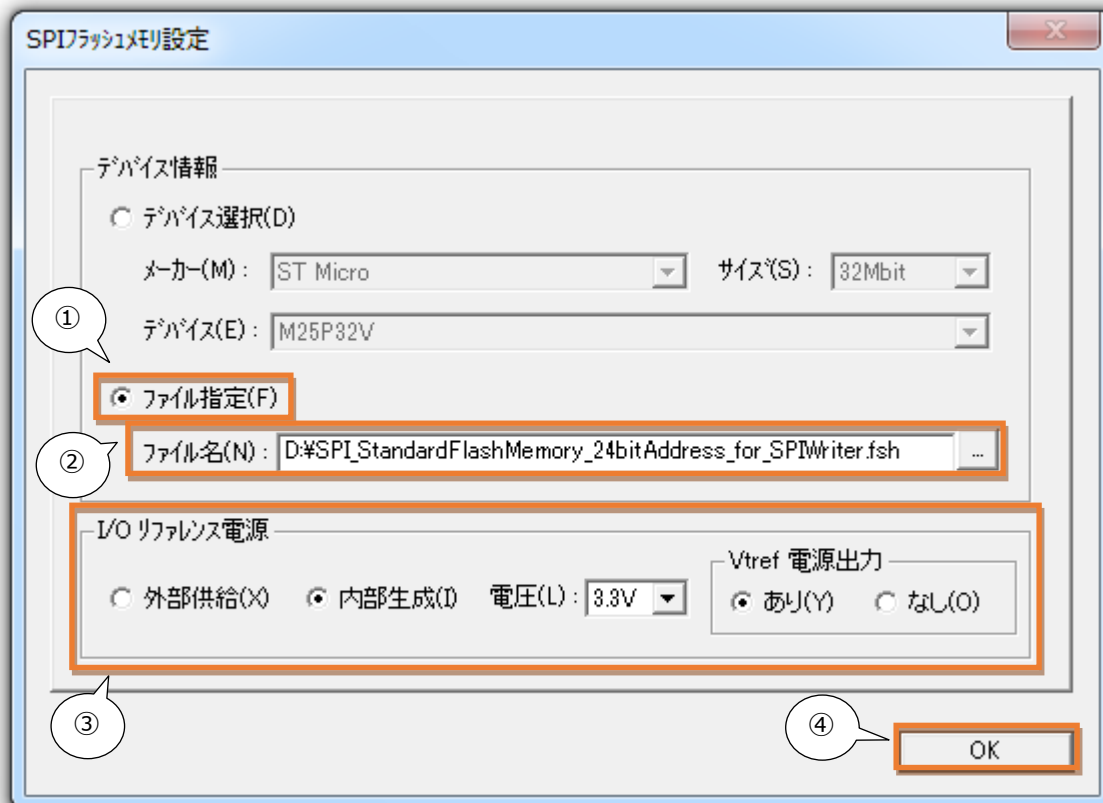 SPIフラッシュメモリ設定
デバイス情報
デバイス選択(D)
メーカー(M) : ST Micro サイズ(S) : 32Mbit
①
デバイス(E) : M25P32V
ファイル指定(F)
②
ファイル名(N) : D:¥SPI_StandardFlashMemory_24bitAddress_for_SPIWriter.fsh ...
I/O リファレンス電源
Vtref 電源出力
外部供給(X) 内部生成(I) 電圧(L) : 3.3V あり(Y) なし(O)
③
④
OK